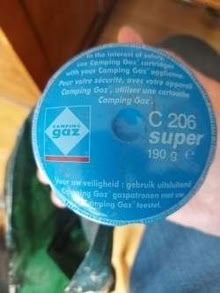 In the interest of safety,
use Camping Gaz cartridges
with your Camping Gaz appliance.
Pour votre sécurité, avec votre appareil
Camping Gaz, utiliser une cartouche
Camping Gaz.
CAMPING
gaz
C 206
super
190 g e
Voor uw veiligheid : gebruik uitsluitend
Camping Gaz gaspatronen met uw
Camping Gaz toestel.